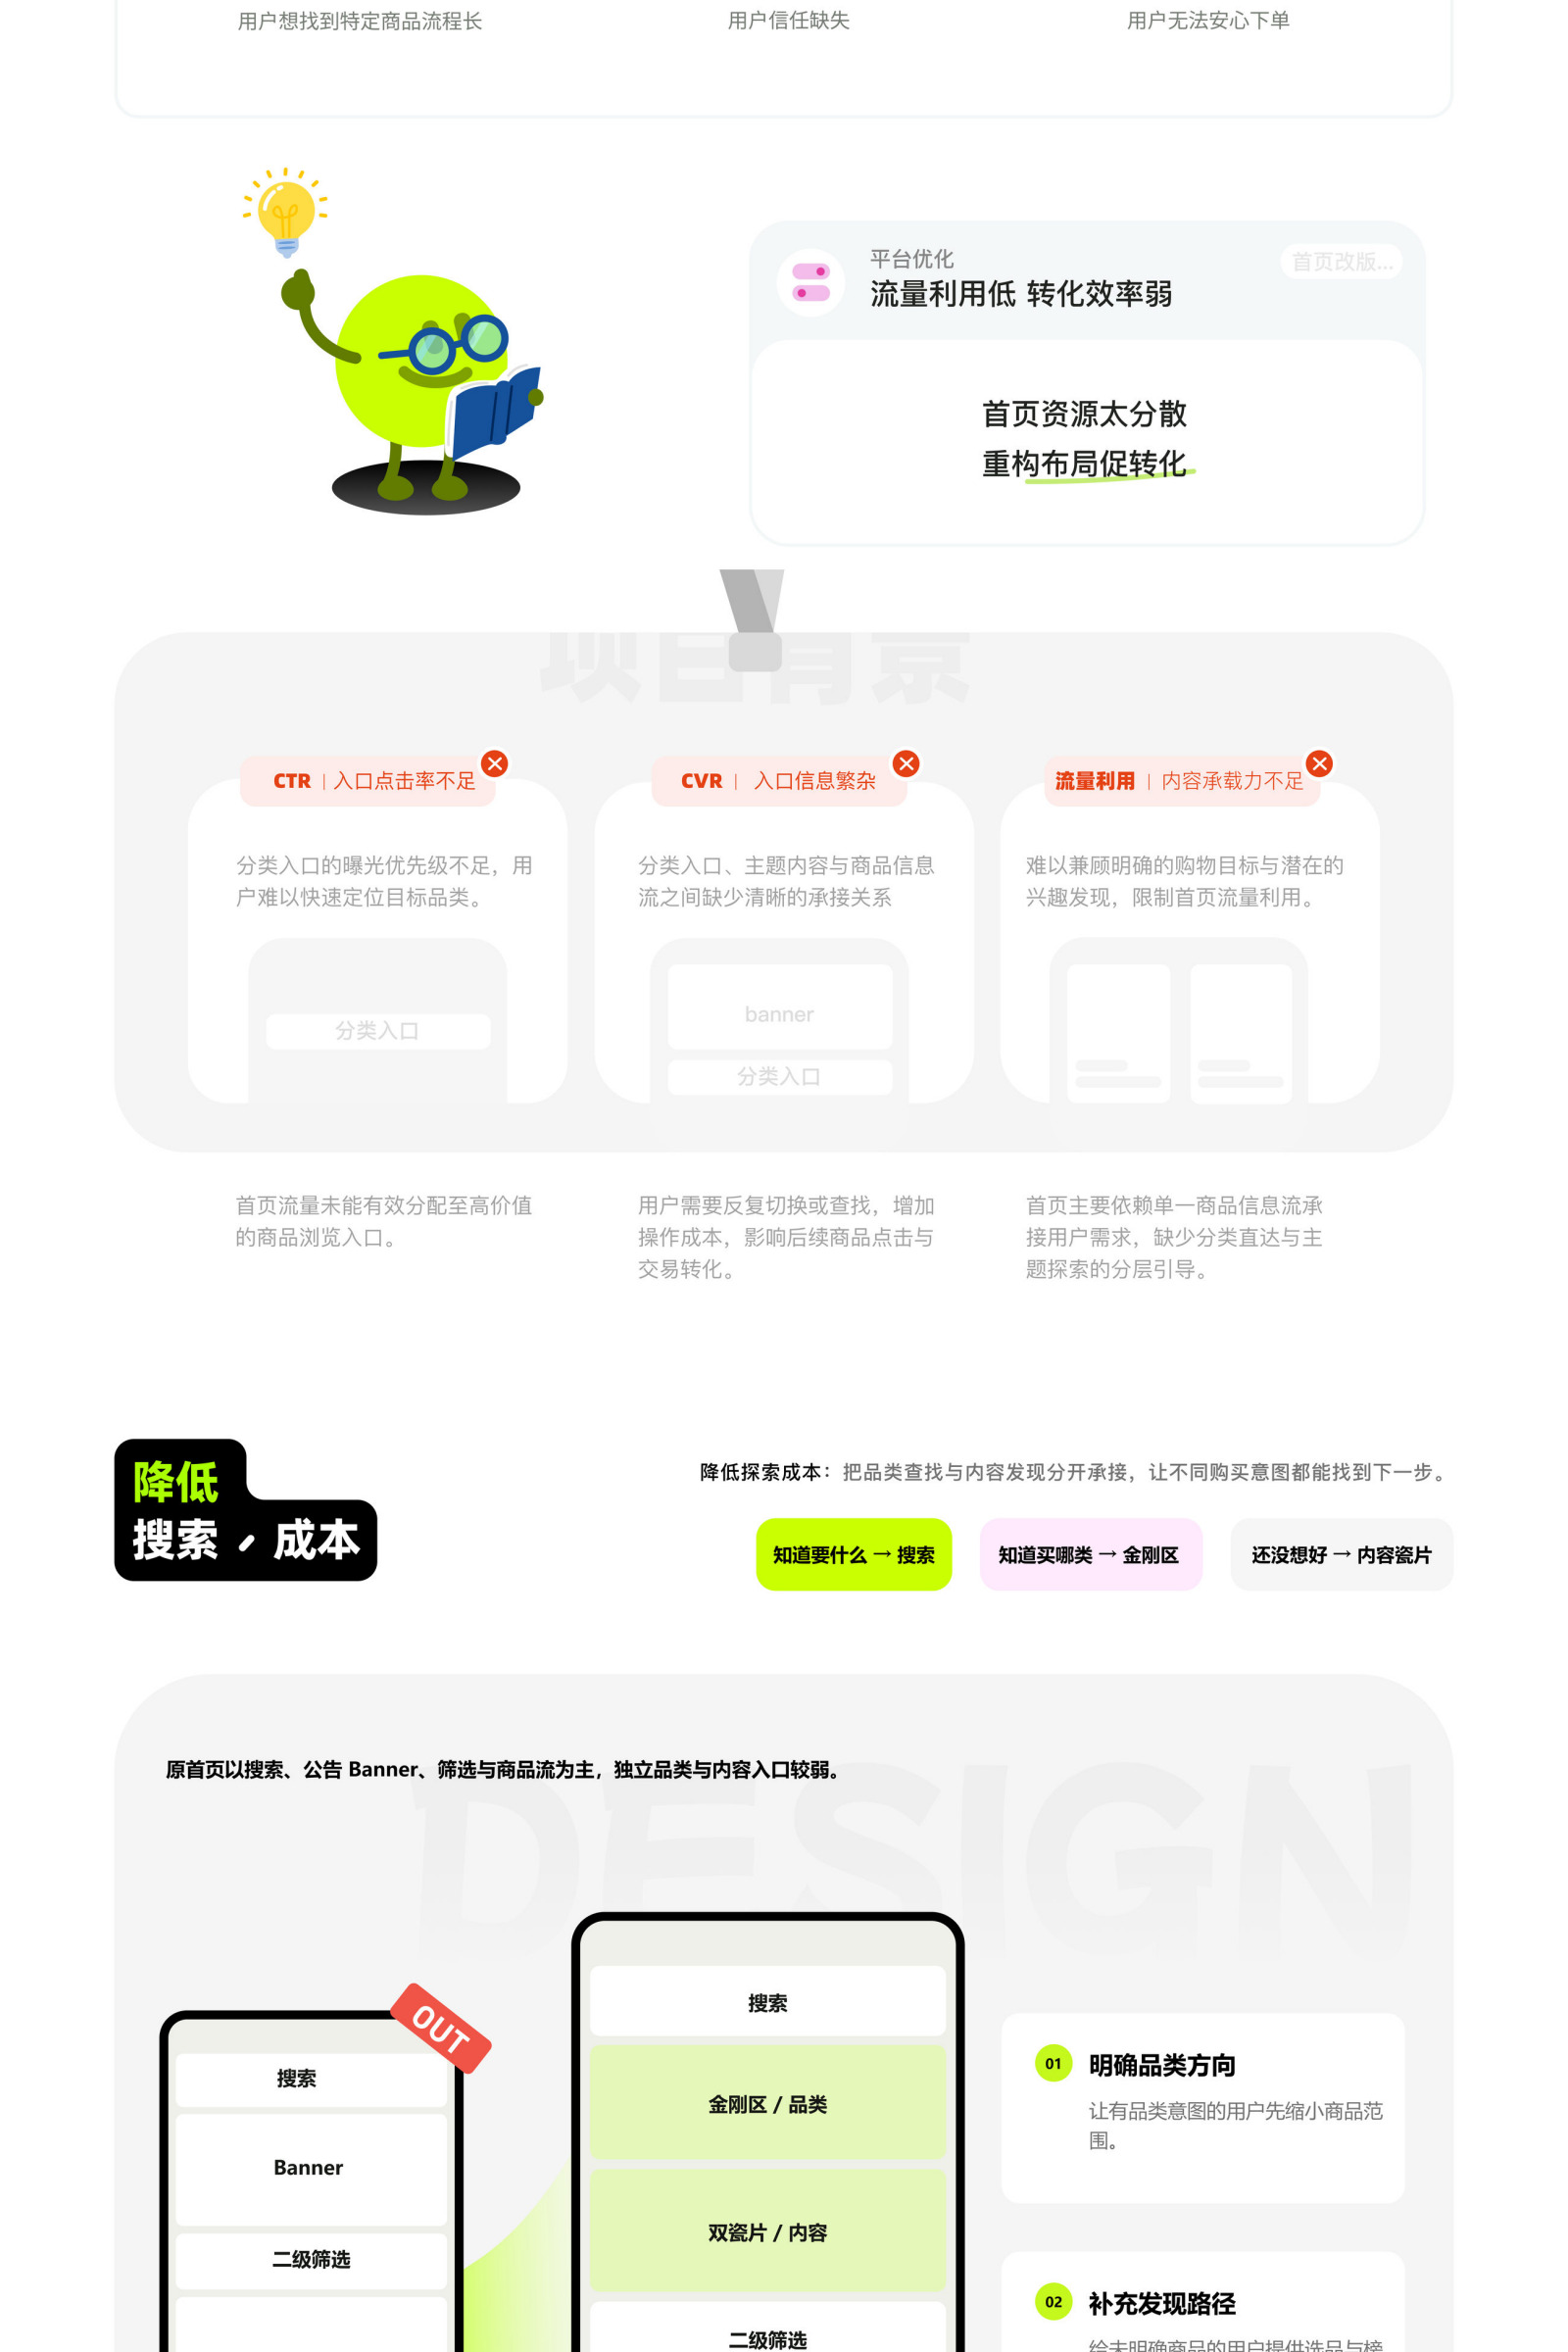 用户想找到特定商品流程长
用户信任缺失
用户无法安心下单
平台优化
首页改版...
流量利用低 转化效率弱
首页资源太分散
重构布局促转化
项目背景
CTR | 入口点击率不足
分类入口的曝光优先级不足，用
户难以快速定位目标品类。
分类入口
首页流量未能有效分配至高价值
的商品浏览入口。
CVR | 入口信息繁杂
分类入口、主题内容与商品信息
流之间缺少清晰的承接关系
banner
分类入口
用户需要反复切换或查找，增加
操作成本，影响后续商品点击与
交易转化。
流量利用 | 内容承载力不足
难以兼顾明确的购物目标与潜在的
兴趣发现，限制首页流量利用。
首页主要依赖单一商品信息流承
接用户需求，缺少分类直达与主
题探索的分层引导。
降低
搜索 成本
降低探索成本：把品类查找与内容发现分开承接，让不同购买意图都能找到下一步。
知道要什么 → 搜索
知道买哪类 → 金刚区
还没想好 → 内容瓷片
原首页以搜索、公告 Banner、筛选与商品流为主，独立品类与内容入口较弱。
DESIGN
OUT
搜索
Banner
二级筛选
搜索
金刚区 / 品类
双瓷片 / 内容
二级筛选
01 明确品类方向
让有品类意图的用户先缩小商品范
围。
02 补充发现路径
给未明确商品的用户提供选品与榜